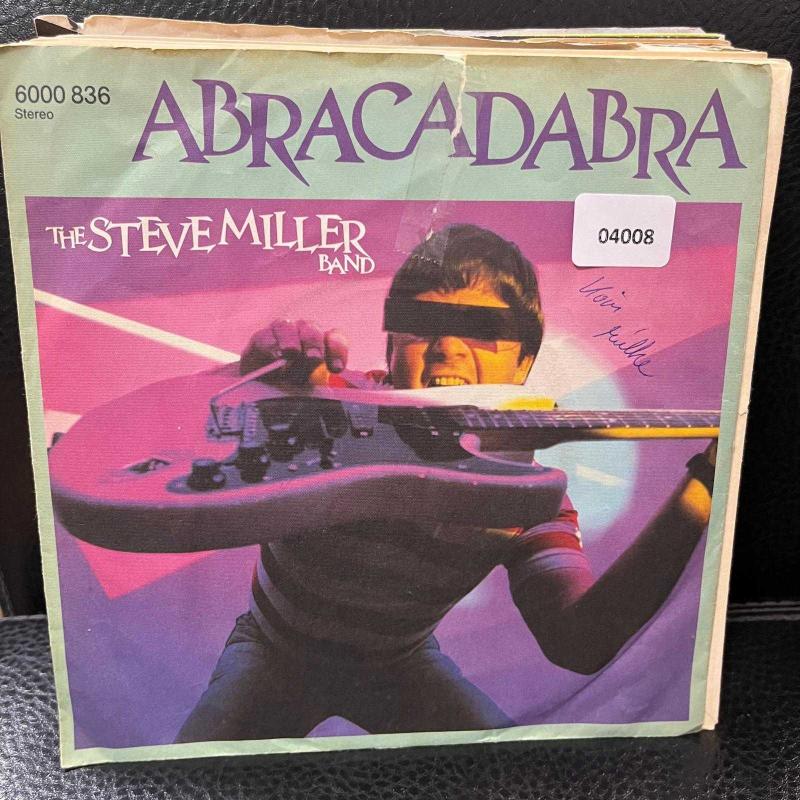 6000 836
Stereo
ABRACADABRA
THE STEVE MILLER
BAND
04008